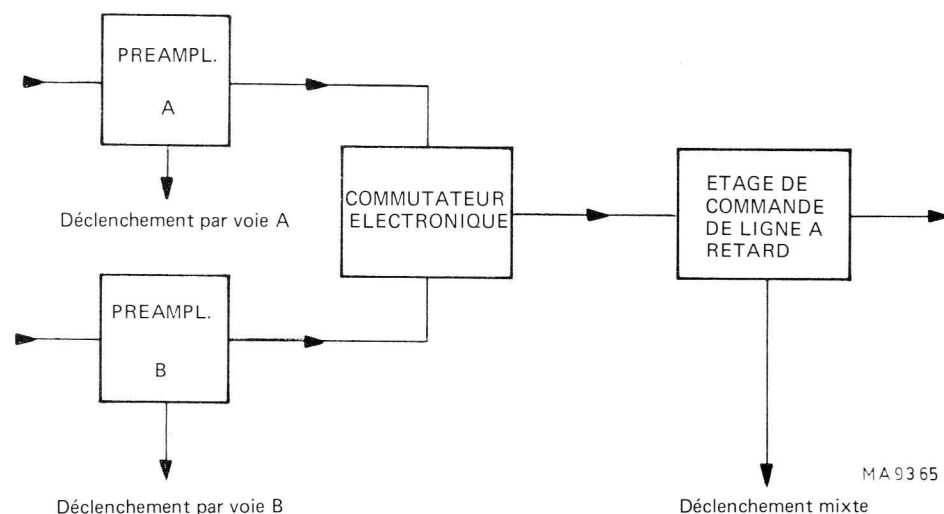 PREAMPL.
A
Déclenchement par voie A
COMMUTATEUR
ELECTRONIQUE
ETAGE DE
COMMANDE
DE LIGNE A
RETARD
PREAMPL.
B
Déclenchement par voie B
Déclenchement mixte
MA9365